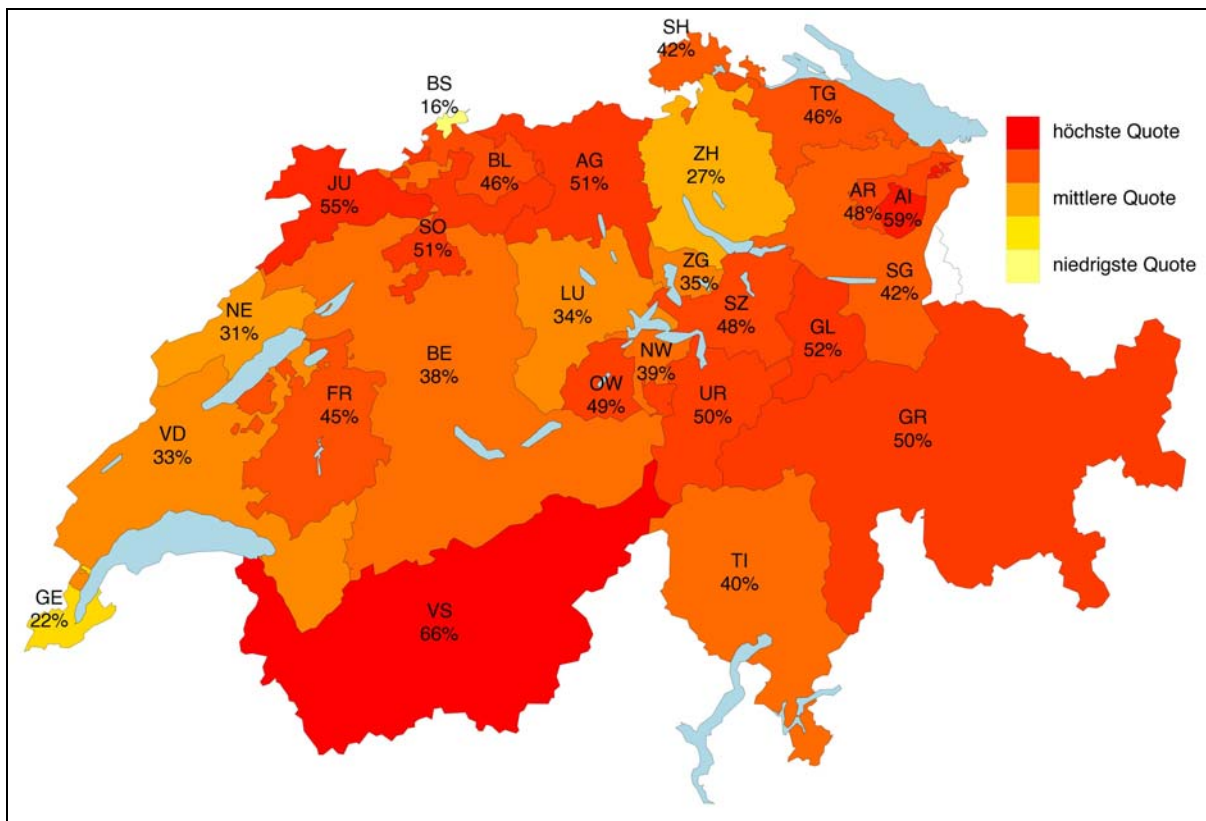 SH
42%
BS
16%
TG
46%
BL
46%
AG
51%
ZH
27%
JU
55%
AR
48%
AI
59%
SO
51%
ZG
35%
SG
42%
LU
34%
SZ
48%
NE
31%
GL
52%
BE
38%
NW
39%
OW
49%
UR
50%
FR
45%
GR
50%
VD
33%
TI
40%
GE
22%
VS
66%
höchste Quote
mittlere Quote
niedrigste Quote